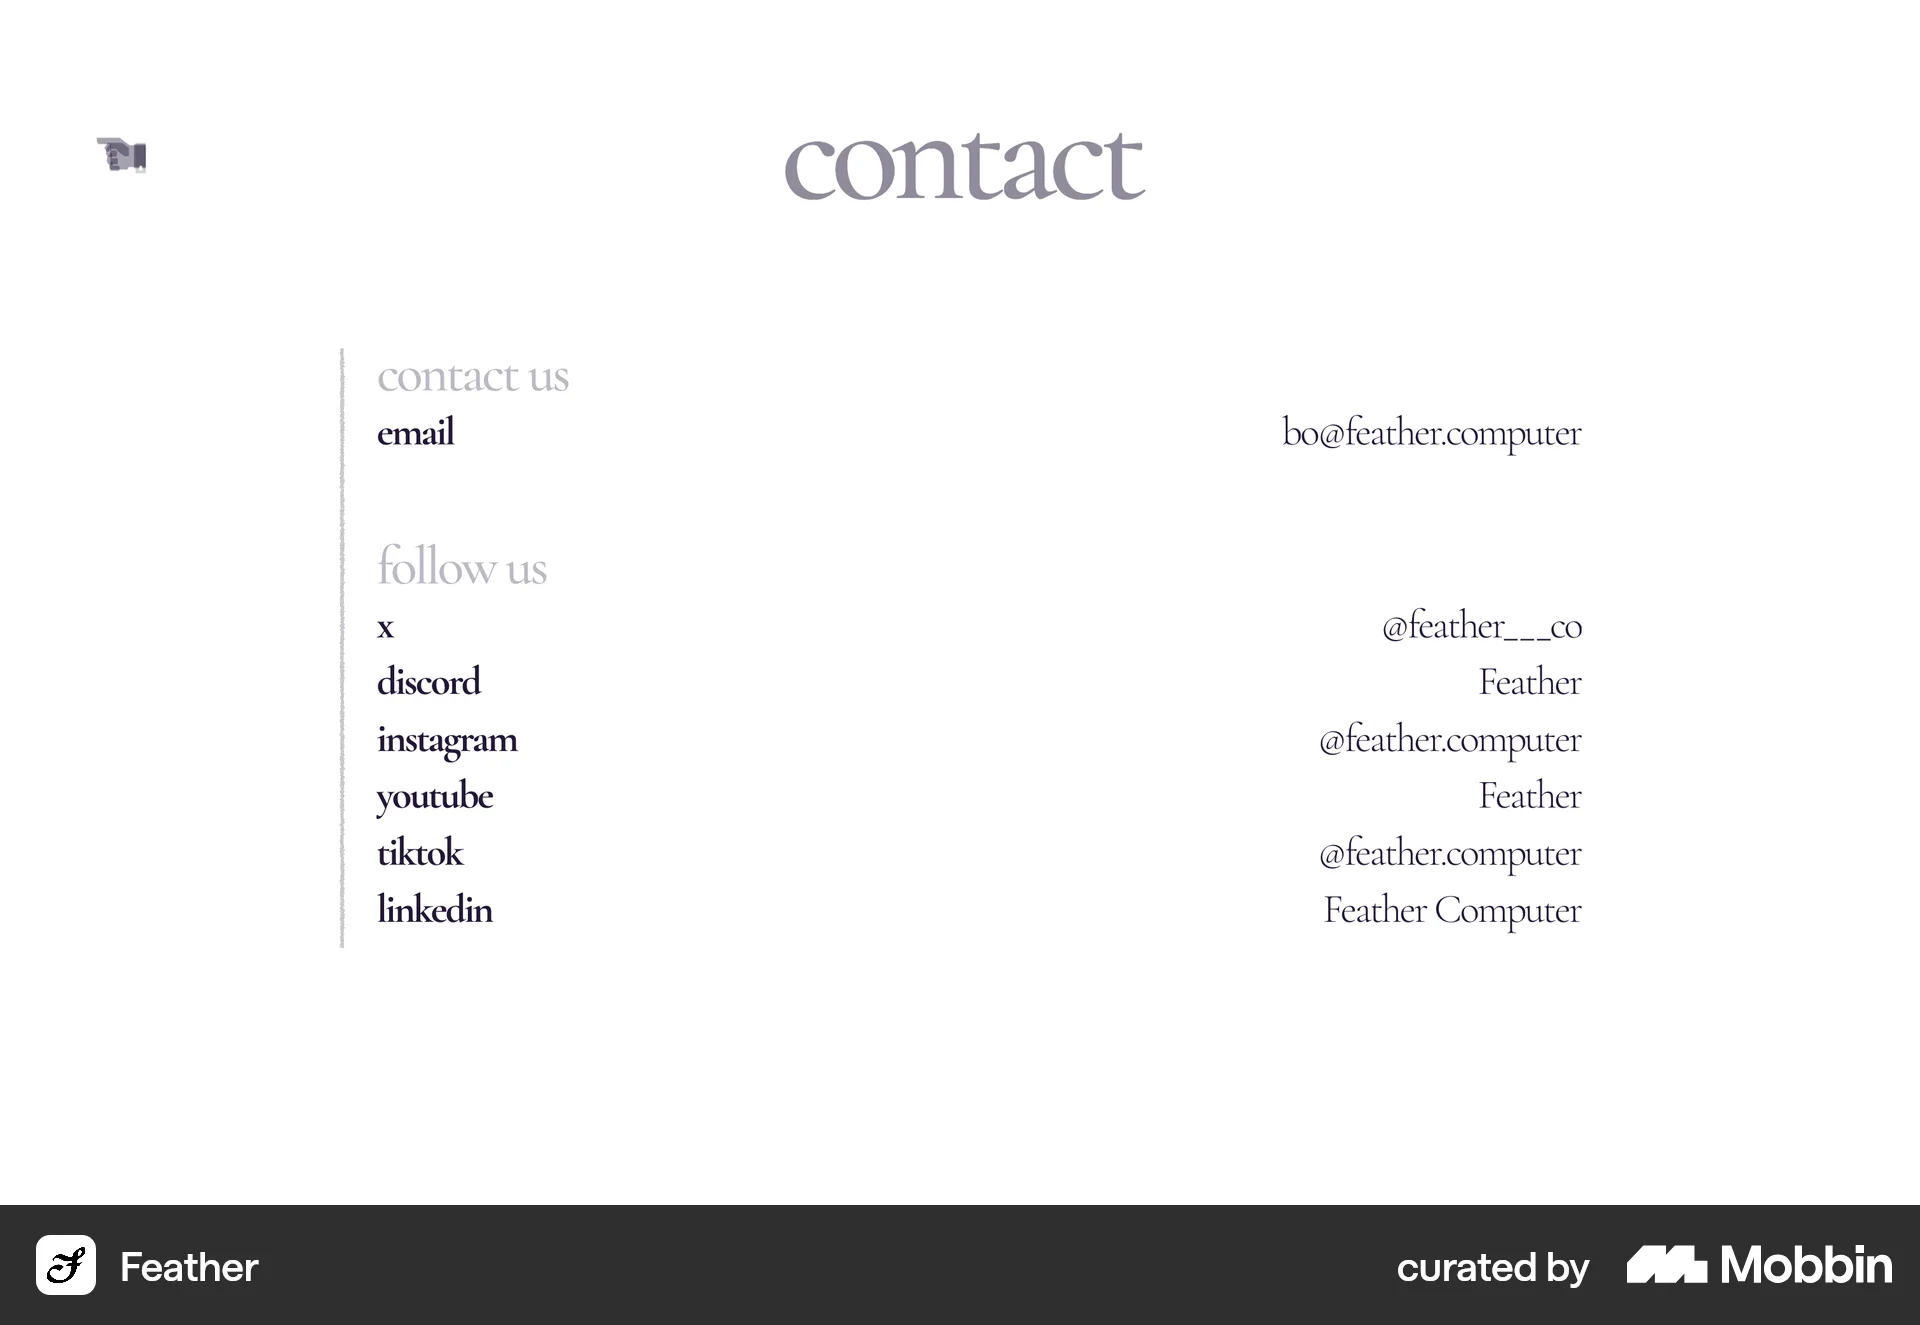 contact
contact us
email bo@feather.computer
follow us
x @feather___co
discord Feather
instagram @feather.computer
youtube Feather
tiktok @feather.computer
linkedin Feather Computer
F Feather curated by Mobbin